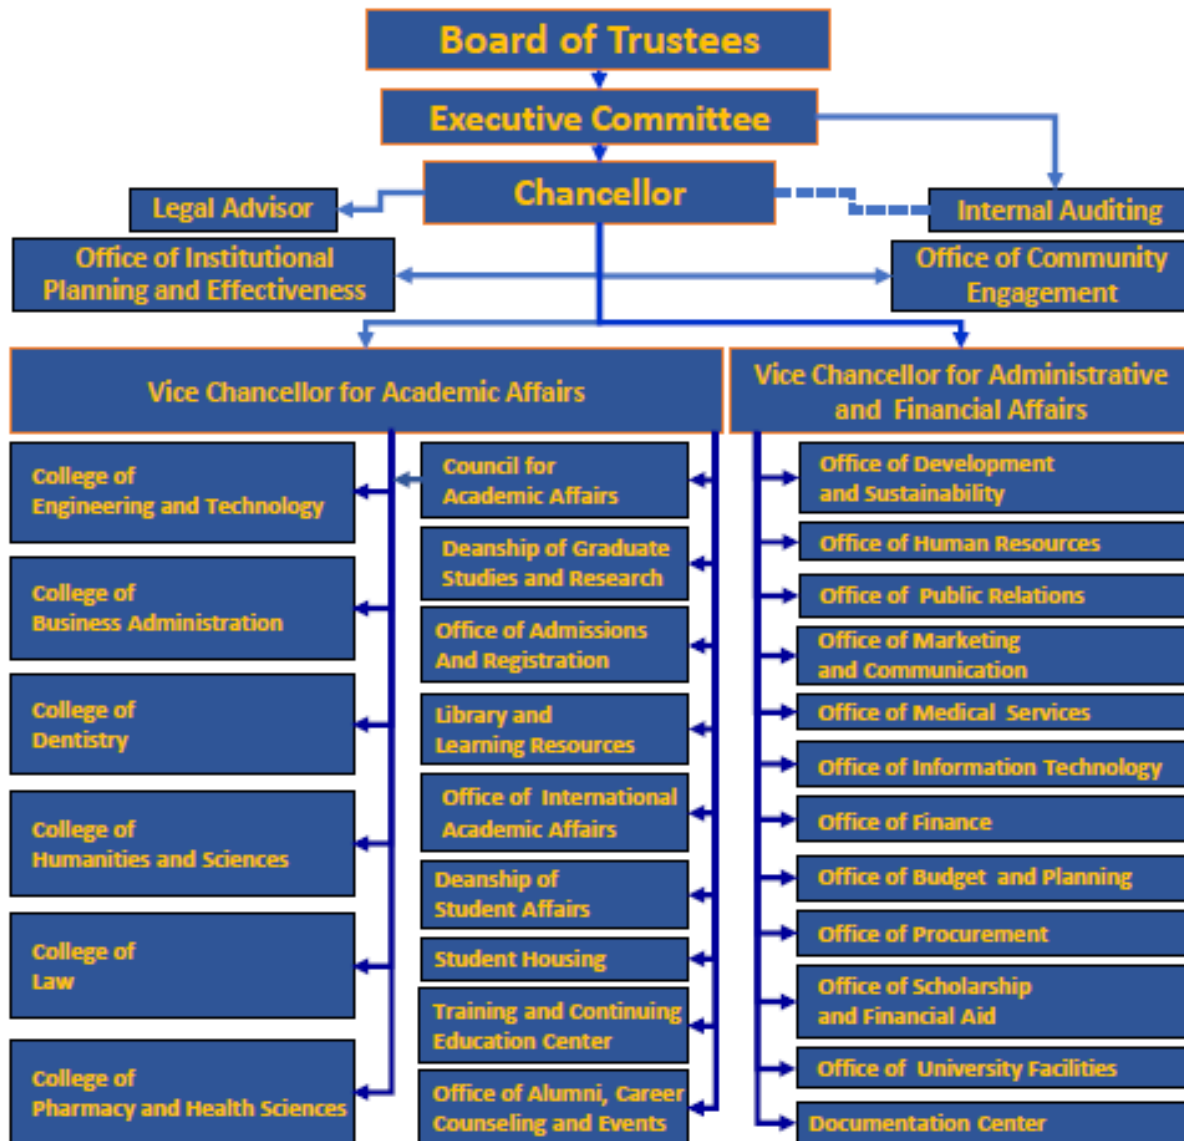 Board of Trustees
Executive Committee
Chancellor
Legal Advisor
Internal Auditing
Office of Institutional
Planning and Effectiveness
Office of Community
Engagement
Vice Chancellor for Academic Affairs
Vice Chancellor for Administrative
and Financial Affairs
College of
Engineering and Technology
College of
Business Administration
College of
Dentistry
College of
Humanities and Sciences
College of
Law
College of
Pharmacy and Health Sciences
Council for
Academic Affairs
Deanship of Graduate
Studies and Research
Office of Admissions
And Registration
Library and
Learning Resources
Office of International
Academic Affairs
Deanship of
Student Affairs
Student Housing
Training and Continuing
Education Center
Office of Alumni, Career
Counseling and Events
Office of Development
and Sustainability
Office of Human Resources
Office of Public Relations
Office of Marketing
and Communication
Office of Medical Services
Office of Information Technology
Office of Finance
Office of Budget and Planning
Office of Procurement
Office of Scholarship
and Financial Aid
Office of University Facilities
Documentation Center